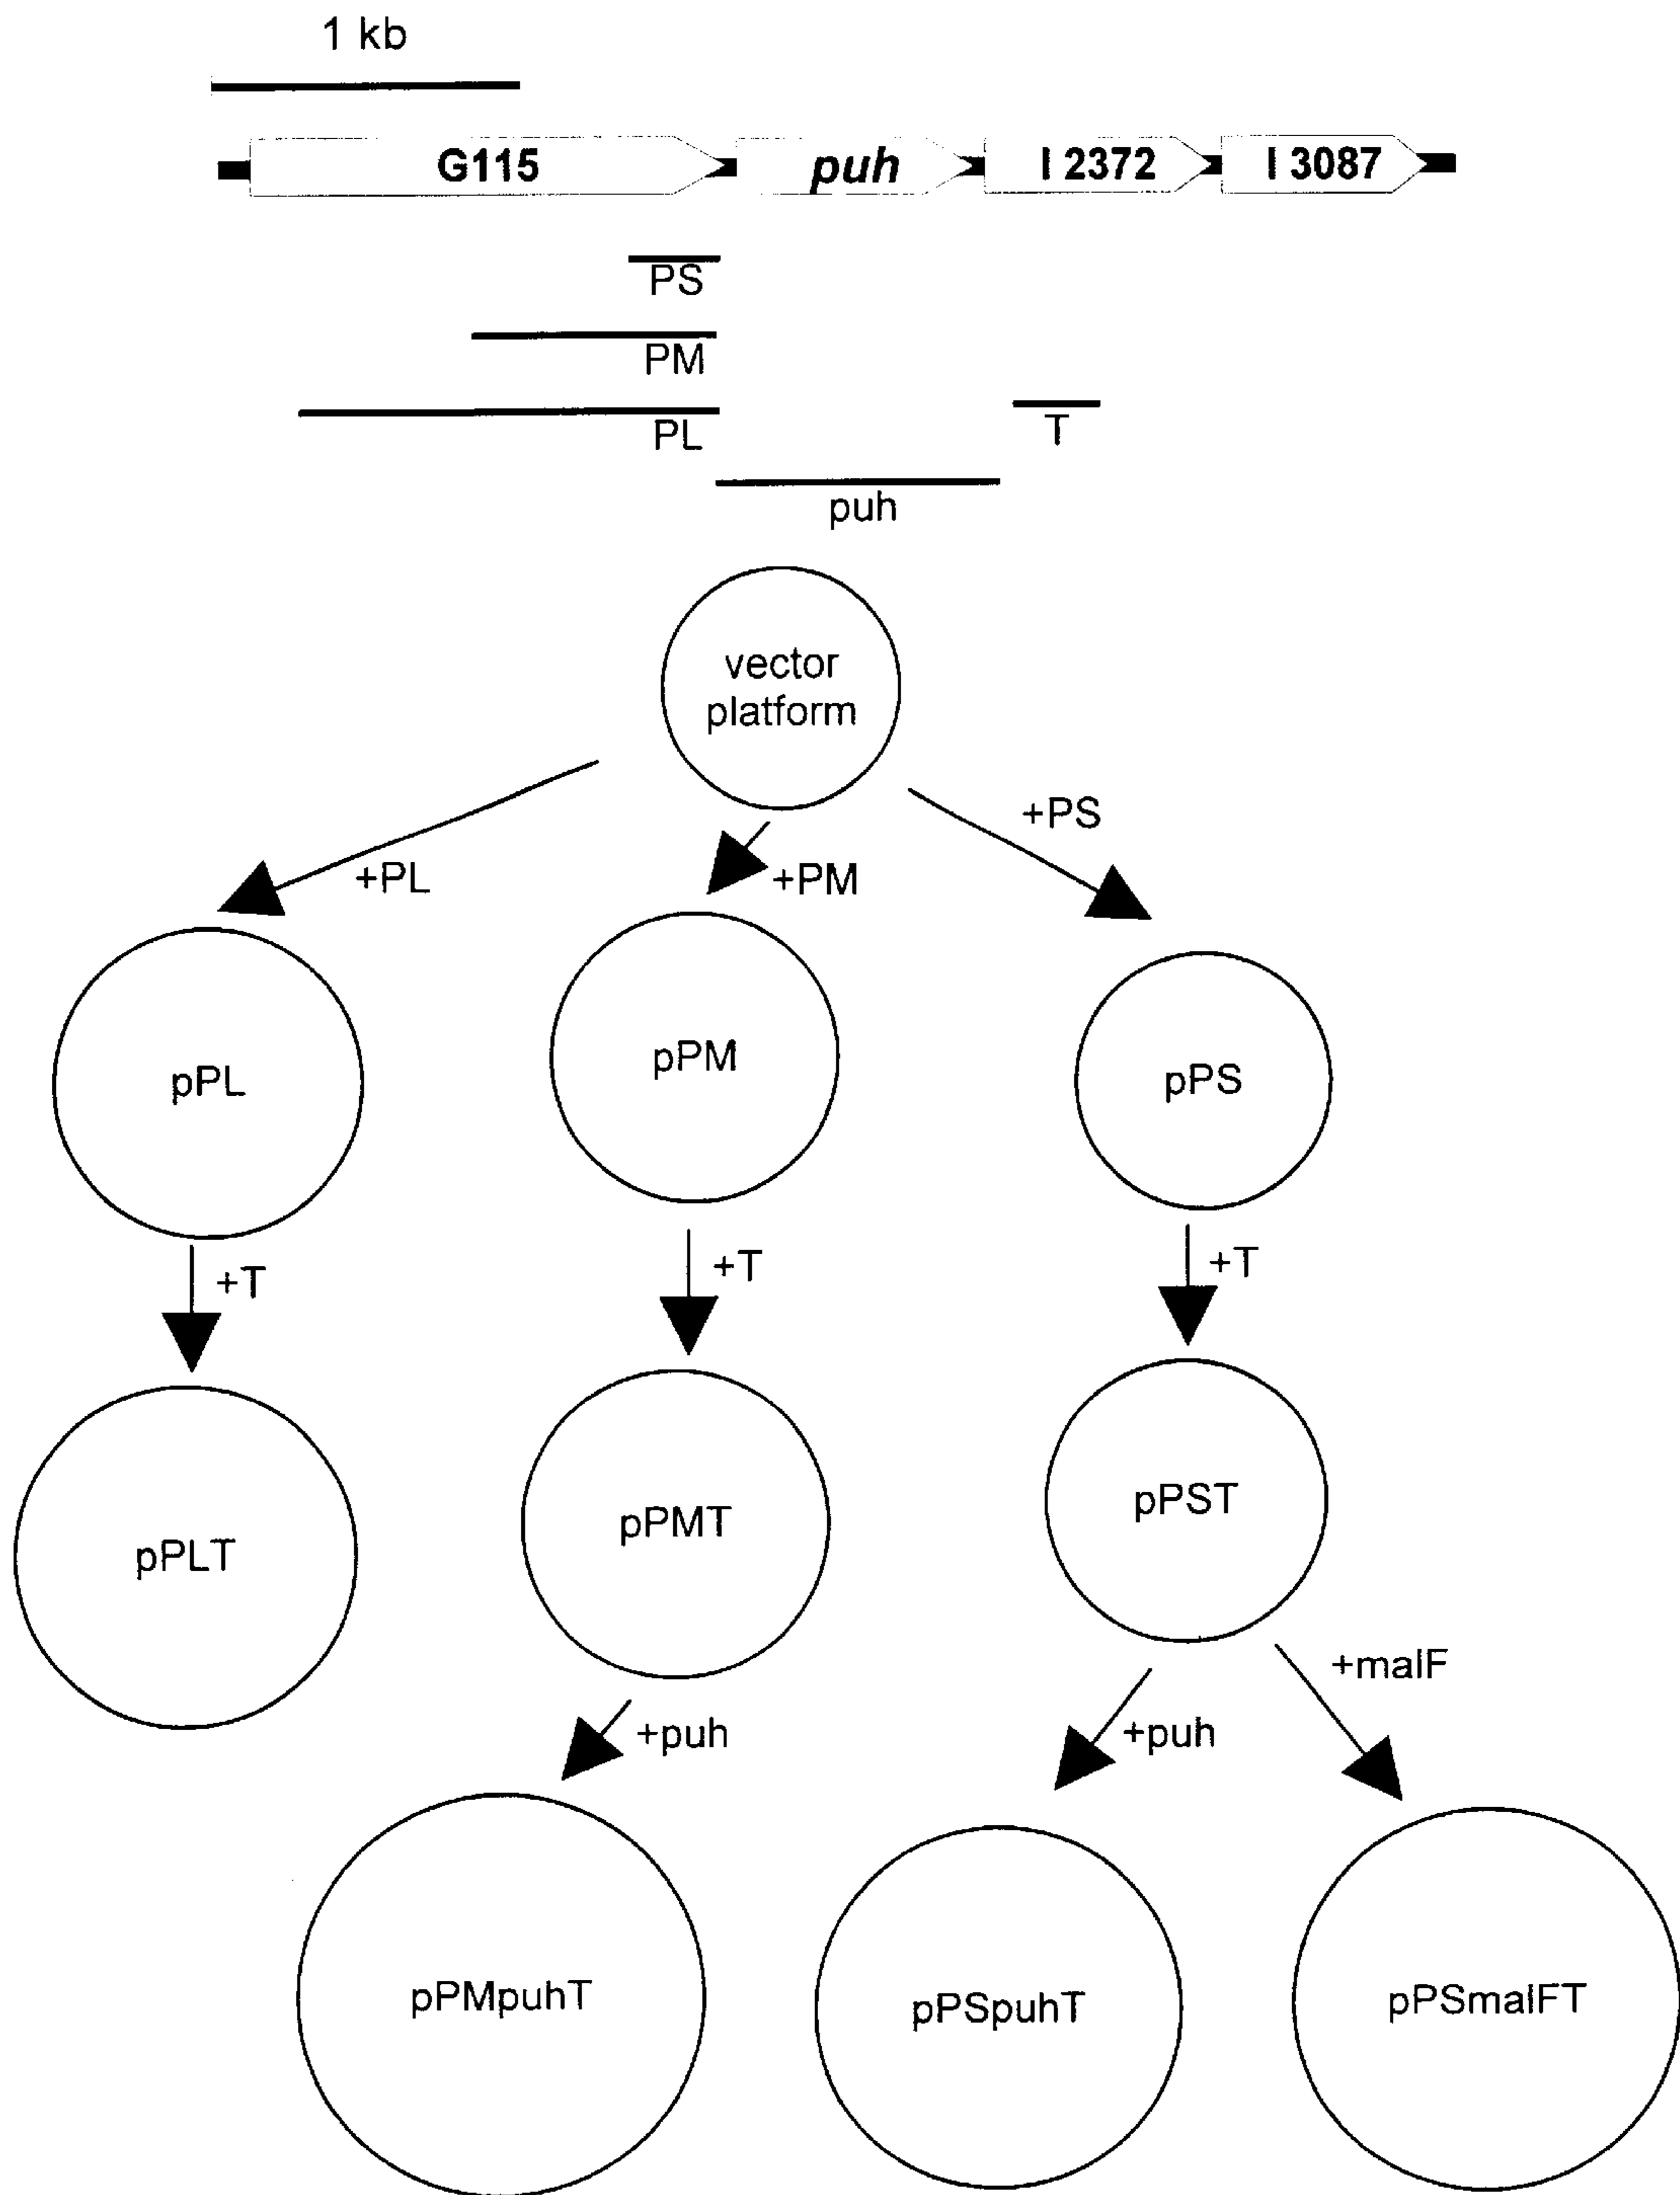 1 kb
G115 puh I 2372 I 3087
PS
PM
PL
T
puh
vector
platform
+PL
+PM
+PS
pPL
pPM
pPS
+T
+T
+T
pPLT
pPMT
pPST
+puh
+puh
+malF
pPMpuhT
pPSpuhT
pPSmalFT